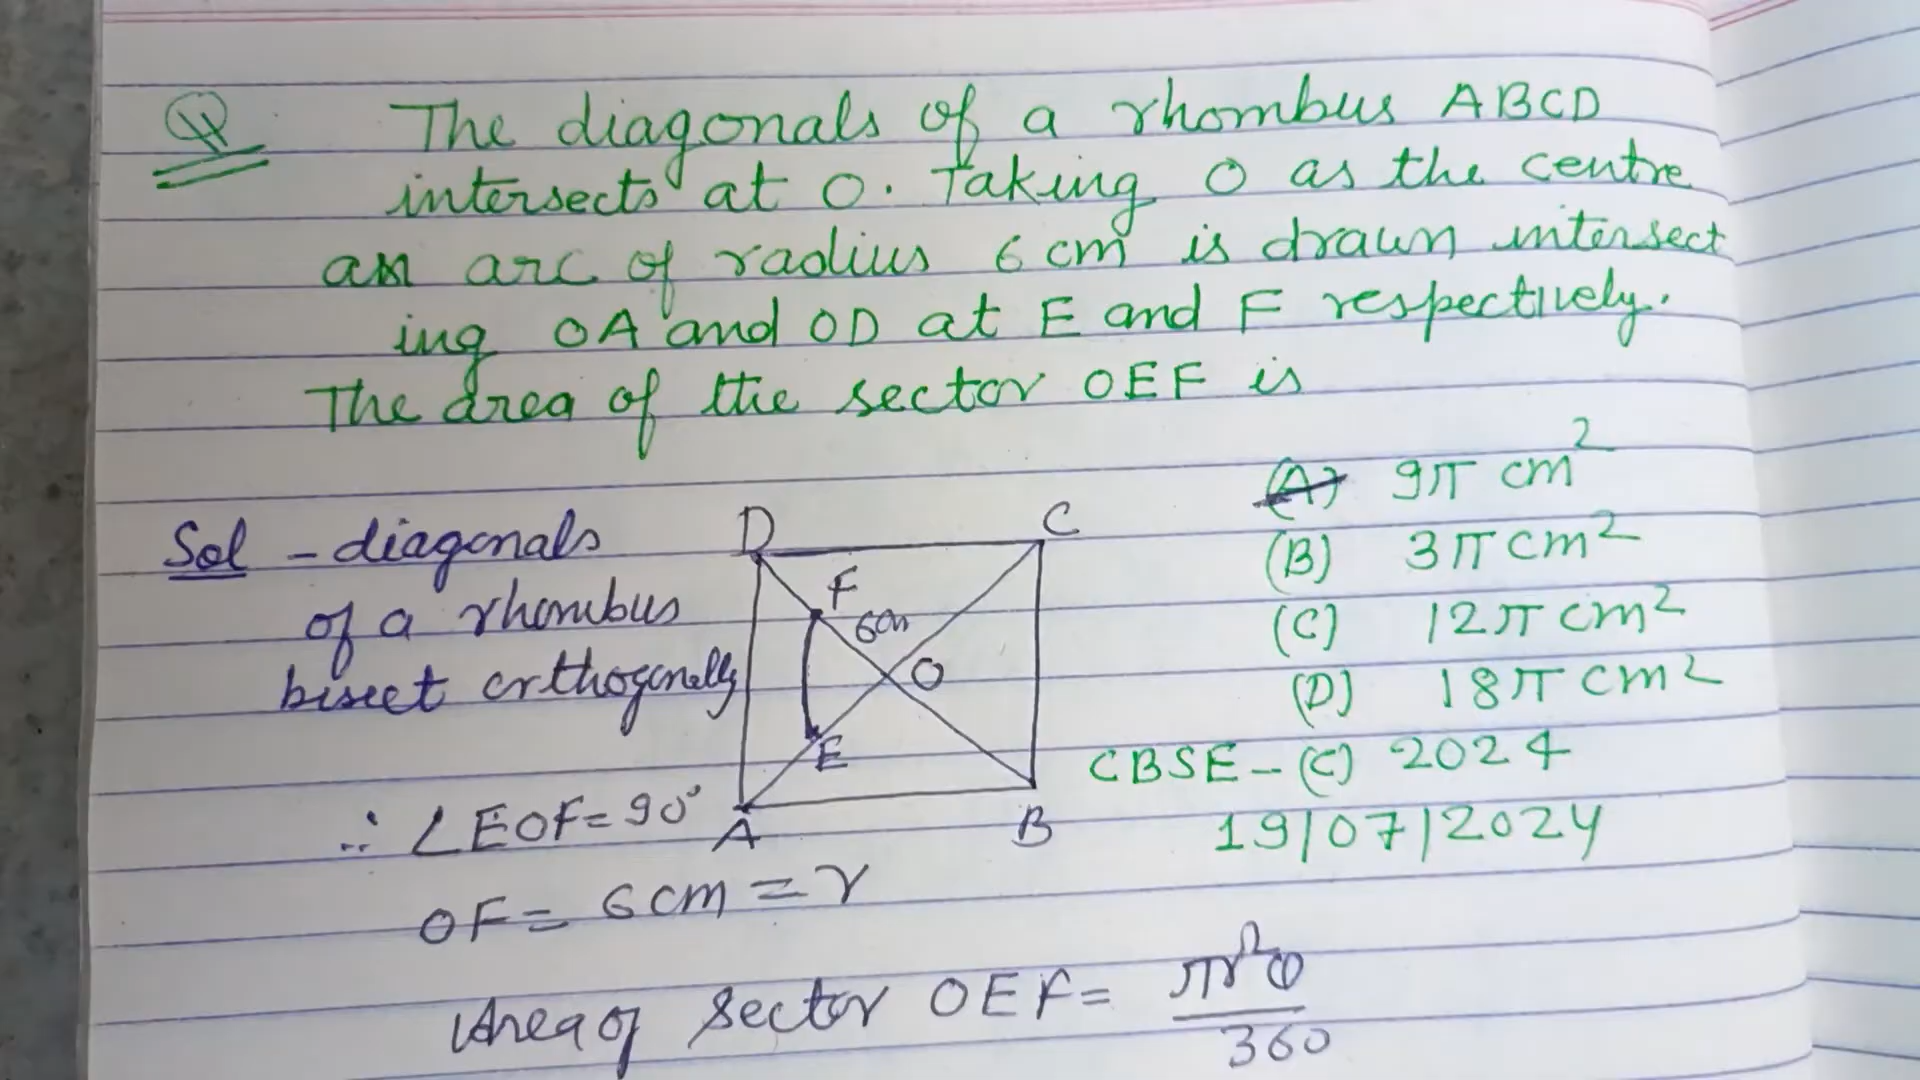 Q
The diagonals of a rhombus ABCD
intersects at O. Taking O as the centre
an arc of radius 6 cm is drawn intersect
ing OA and OD at E and F respectively.
The area of the sector OEF is
(A) 9π cm²
(B) 3π cm²
(C) 12π cm²
(D) 18π cm²
CBSE-(C) 2024
19/07/2024
Sol - diagonals
of a rhombus
bisect orthogonally
D
C
F
6cm
O
E
A
B
∴ ∠EOF=90°
OF= 6cm = r
Area of sector OEF= πr²θ
360